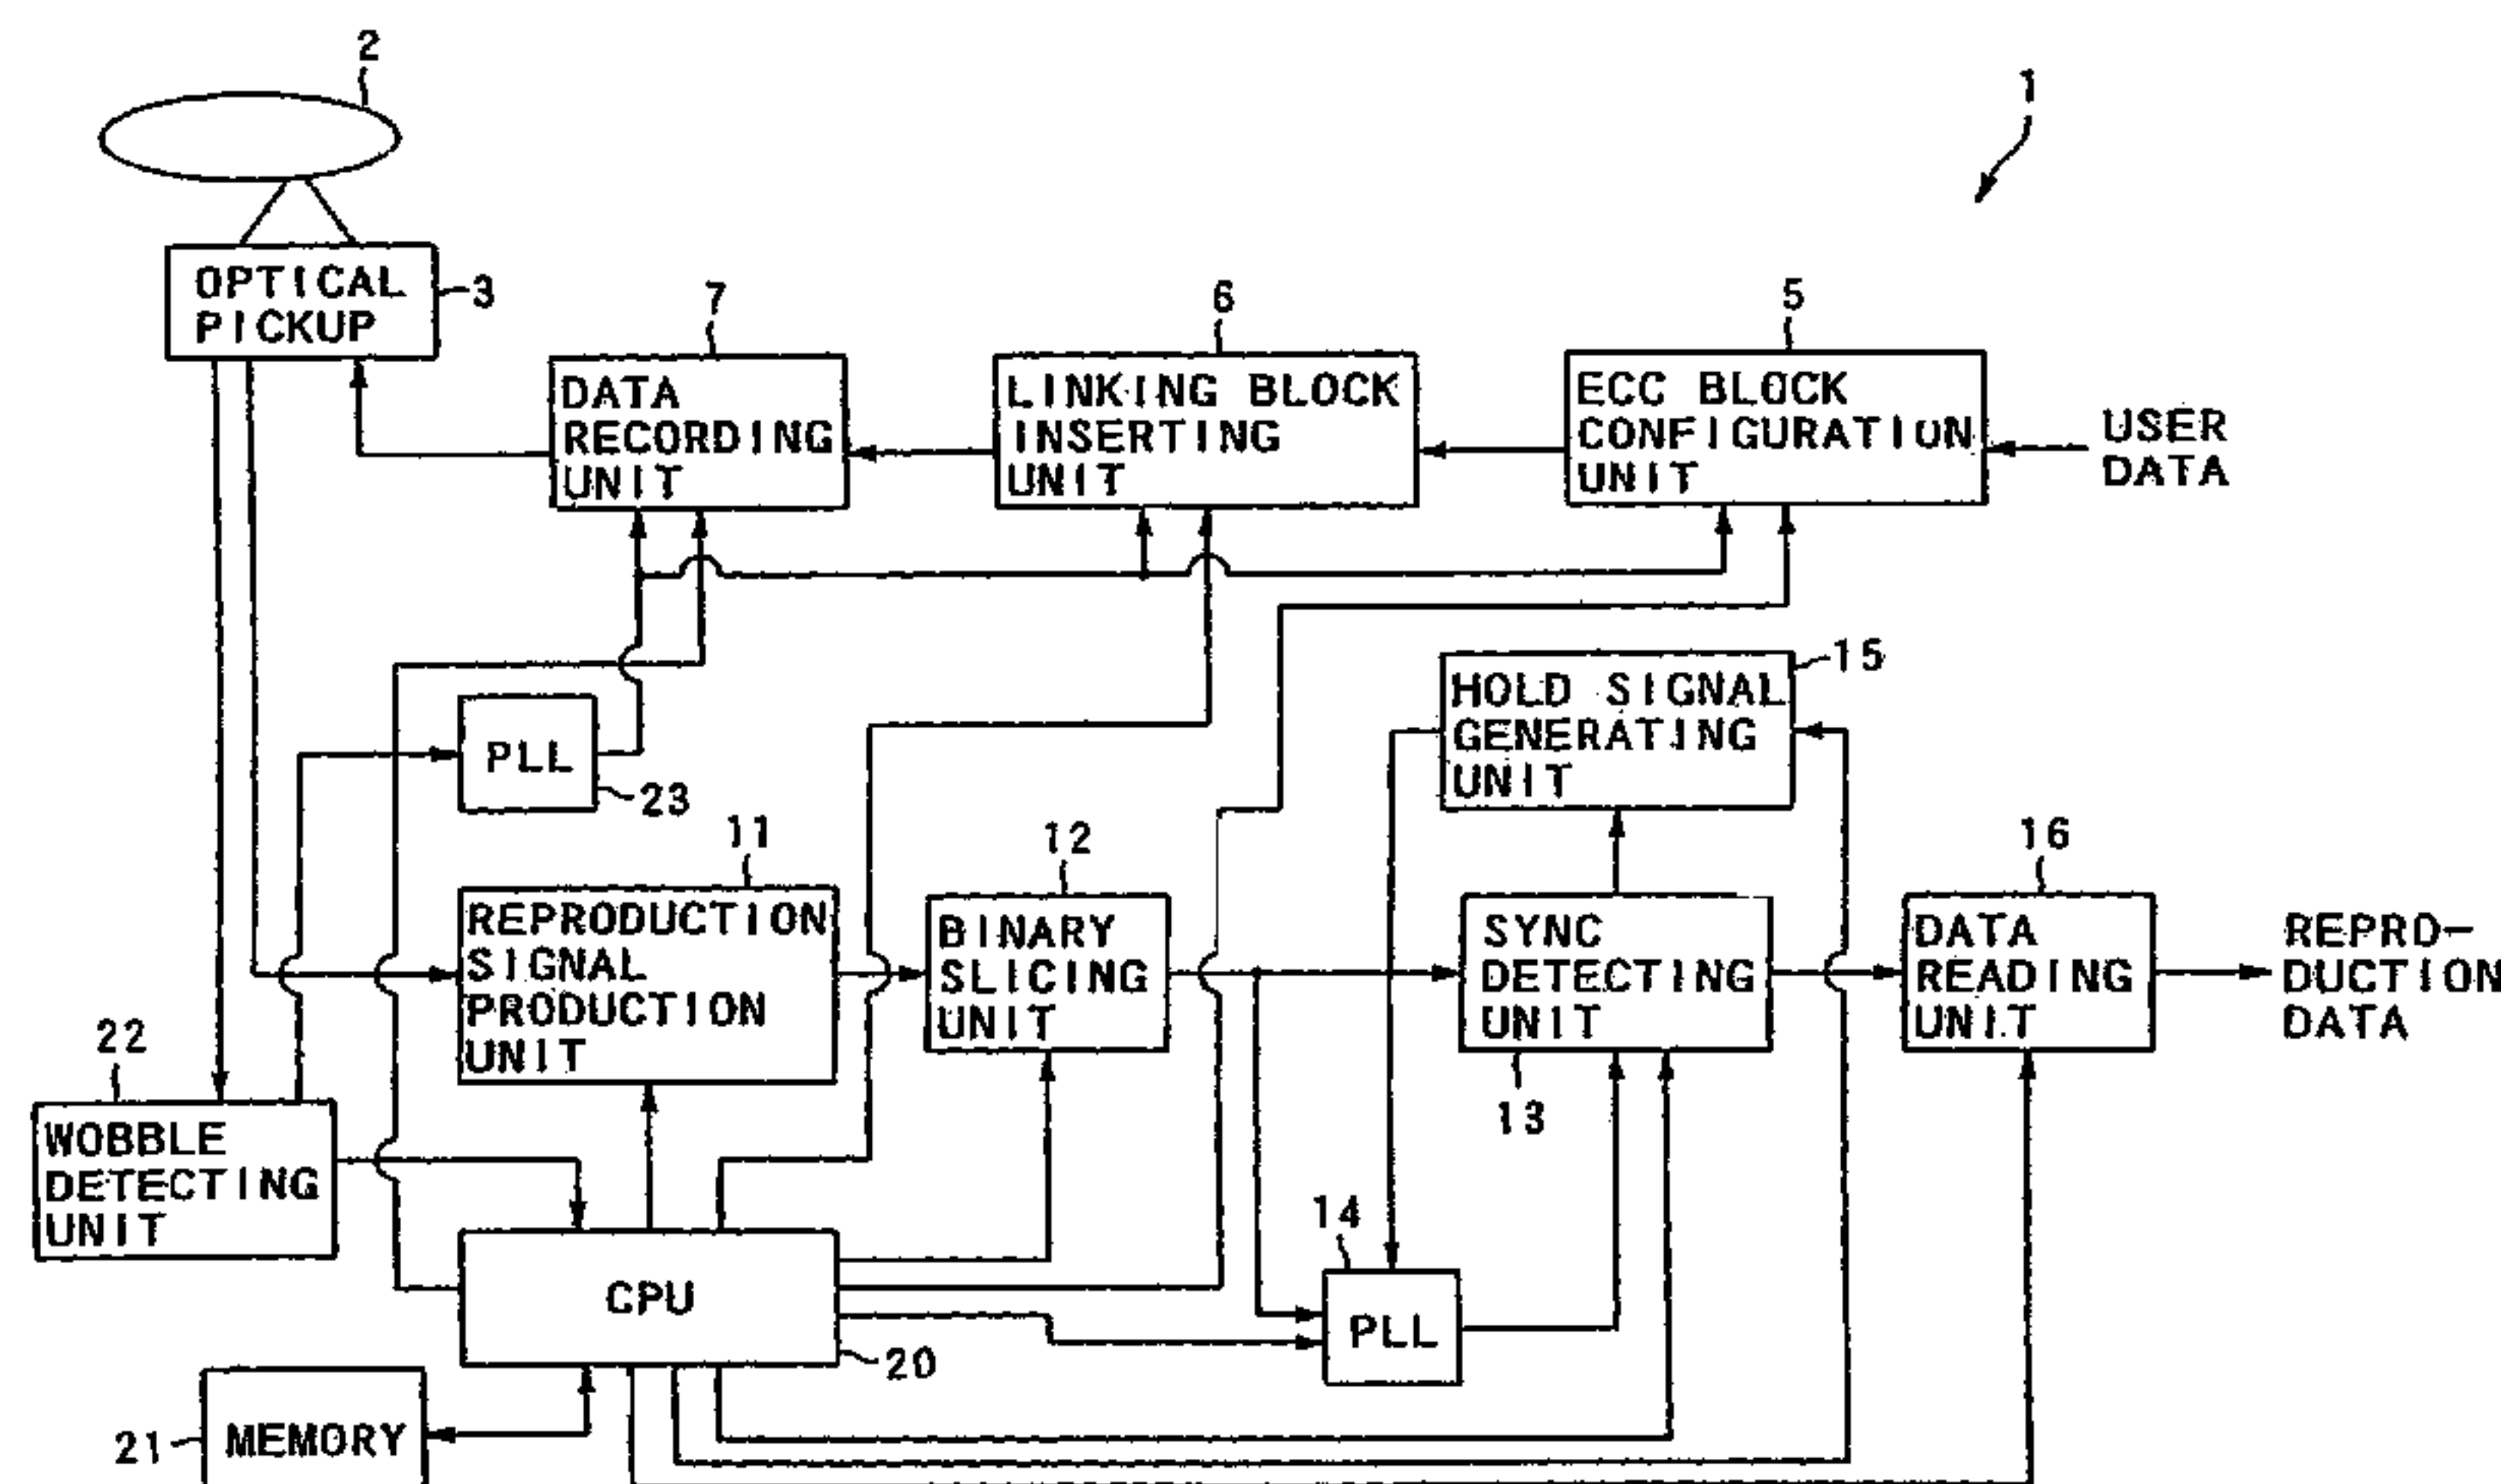 2
1
OPTICAL
PICKUP
3
7
DATA
RECORDING
UNIT
6
LINKING BLOCK
INSERTING
UNIT
5
ECC BLOCK
CONFIGURATION
UNIT
USER
DATA
PLL
23
15
HOLD SIGNAL
GENERATING
UNIT
11
REPRODUCTION
SIGNAL
PRODUCTION
UNIT
12
BINARY
SLICING
UNIT
SYNC
DETECTING
UNIT
13
16
DATA
READING
UNIT
REPRO-
DUCTION
DATA
22
WOBBLE
DETECTING
UNIT
CPU
20
14
PLL
21
MEMORY